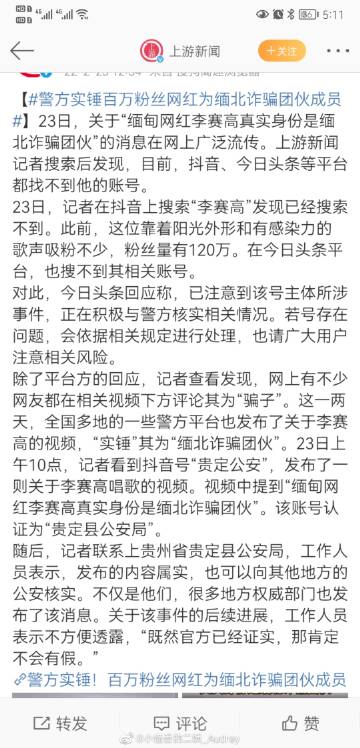 5:11
上游新闻
+关注
【#警方实锤百万粉丝网红为缅北诈骗团伙成员
#】23日，关于“缅甸网红李赛高真实身份是缅
北诈骗团伙”的消息在网上广泛流传。上游新闻
记者搜索后发现，目前，抖音、今日头条等平台
都找不到他的账号。
23日，记者在抖音上搜索“李赛高”发现已经搜索
不到。此前，这位靠着阳光外形和有感染力的
歌声吸粉不少，粉丝量有120万。在今日头条平
台，也搜不到其相关账号。
对此，今日头条回应称，已注意到该号主体所涉
事件，正在积极与警方核实相关情况。若号存在
问题，会依据相关规定进行处理，也请广大用户
注意相关风险。
除了平台方的回应，记者查看发现，网上有不少
网友都在相关视频下方评论其为“骗子”。这一两
天，全国多地的一些警方平台也发布了关于李赛
高的视频，“实锤”其为“缅北诈骗团伙”。23日上
午10点，记者看到抖音号“贵定公安”，发布了一
则关于李赛高唱歌的视频。视频中提到“缅甸网
红李赛高真实身份是缅北诈骗团伙”。该账号认
证为“贵定县公安局”。
随后，记者联系上贵州省贵定县公安局，工作人
员表示，发布的内容属实，也可以向其他地方的
公安核实。不仅是他们，很多地方权威部门也发
布了该消息。关于该事件的后续进展，工作人员
表示不方便透露，“既然官方已经证实，那肯定
不会有假。”
警方实锤！百万粉丝网红为缅北诈骗团伙成员
转发
评论
赞